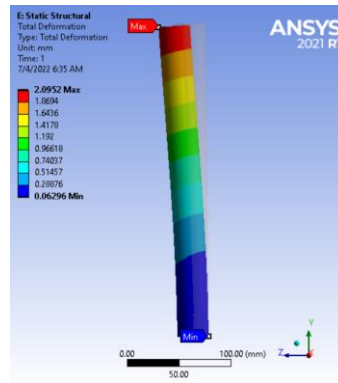 E: Static Structural
Total Deformation
Type: Total Deformation
Unit: mm
Time: 1
7/4/2022 6:35 AM
2.0952 Max
1.8694
1.6436
1.4178
1.192
0.96618
0.74037
0.51457
0.28876
0.06296 Min
Max
ANSYS
2021 R
Min
0.00
100.00 (mm)
50.00
Y
Z
X